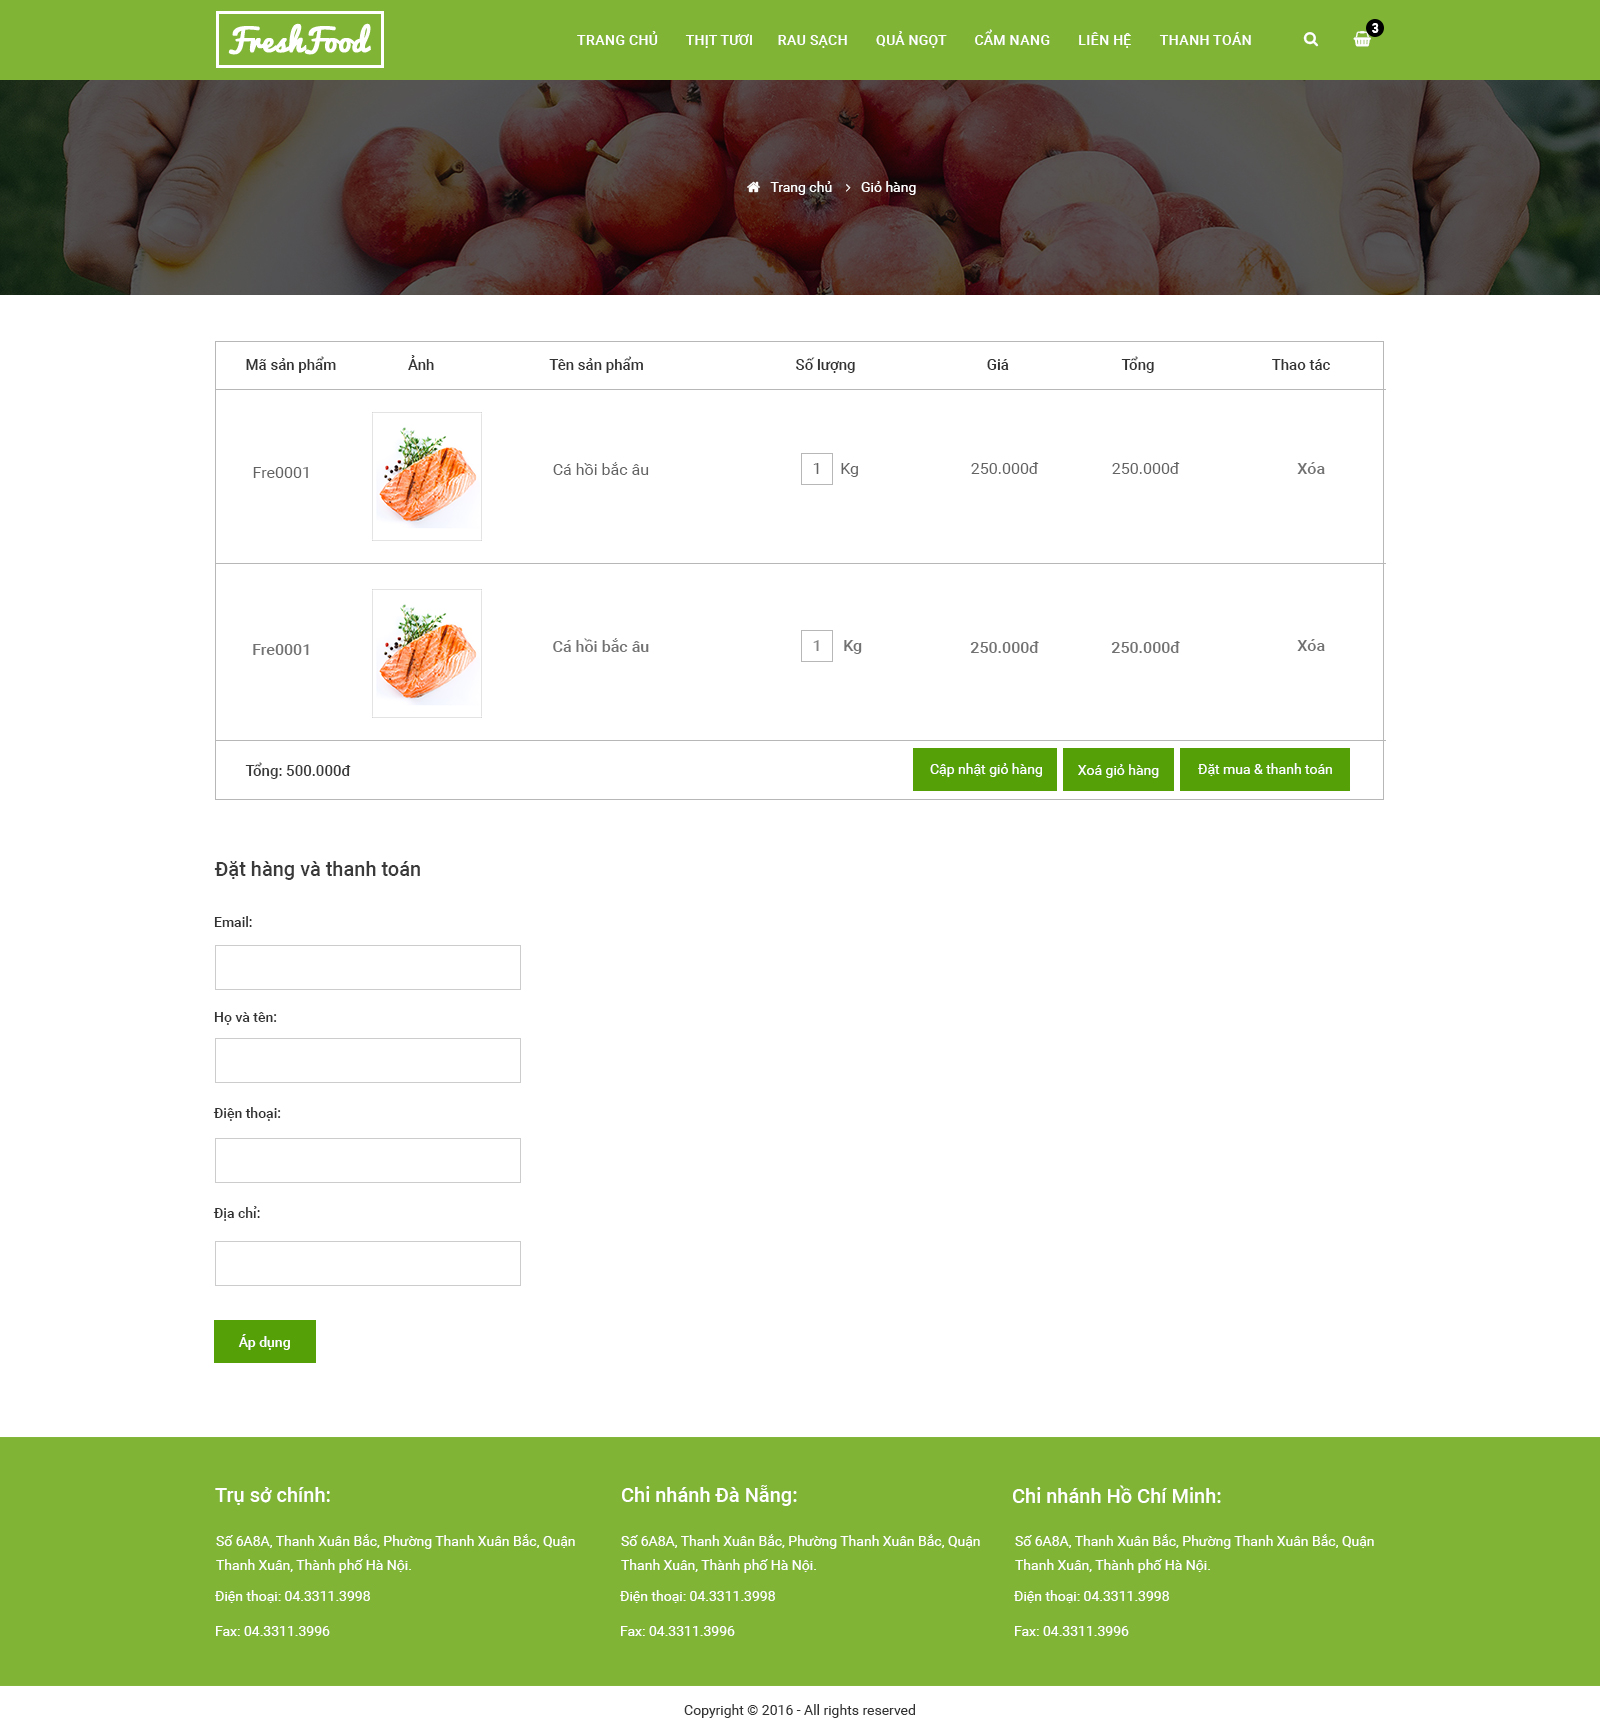 FreshFood
TRANG CHỦ THỊT TƯƠI RAU SẠCH QUẢ NGỌT CẨM NANG LIÊN HỆ THANH TOÁN 3
Trang chủ › Giỏ hàng
Mã sản phẩm Ảnh Tên sản phẩm Số lượng Giá Tổng Thao tác
Fre0001 Cá hồi bắc âu 1 Kg 250.000đ 250.000đ Xóa
Fre0001 Cá hồi bắc âu 1 Kg 250.000đ 250.000đ Xóa
Tổng: 500.000đ Cập nhật giỏ hàng Xoá giỏ hàng Đặt mua & thanh toán
Đặt hàng và thanh toán
Email:
Họ và tên:
Điện thoại:
Địa chỉ:
Áp dụng
Trụ sở chính:
Số 6A8A, Thanh Xuân Bắc, Phường Thanh Xuân Bắc, Quận
Thanh Xuân, Thành phố Hà Nội.
Điện thoại: 04.3311.3998
Fax: 04.3311.3996
Chi nhánh Đà Nẵng:
Số 6A8A, Thanh Xuân Bắc, Phường Thanh Xuân Bắc, Quận
Thanh Xuân, Thành phố Hà Nội.
Điện thoại: 04.3311.3998
Fax: 04.3311.3996
Chi nhánh Hồ Chí Minh:
Số 6A8A, Thanh Xuân Bắc, Phường Thanh Xuân Bắc, Quận
Thanh Xuân, Thành phố Hà Nội.
Điện thoại: 04.3311.3998
Fax: 04.3311.3996
Copyright © 2016 - All rights reserved